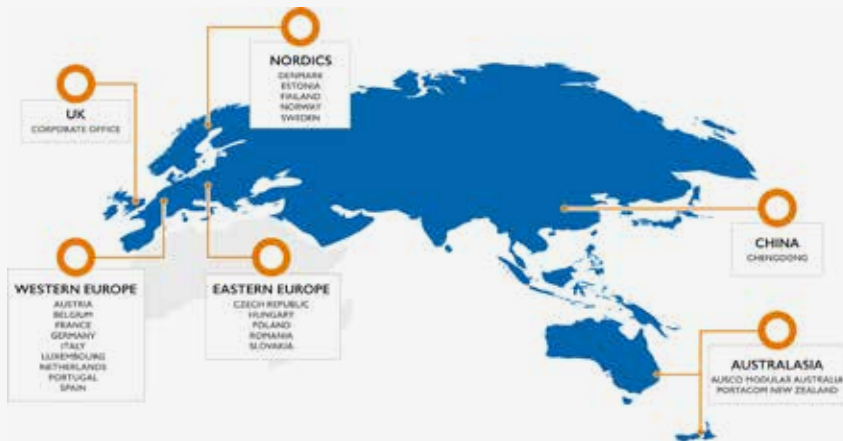 NORDICS
DENMARK
ESTONIA
FINLAND
NORWAY
SWEDEN
UK
CORPORATE OFFICE
WESTERN EUROPE
AUSTRIA
BELGIUM
FRANCE
GERMANY
ITALY
LUXEMBOURG
NETHERLANDS
PORTUGAL
SPAIN
EASTERN EUROPE
CZECH REPUBLIC
HUNGARY
POLAND
ROMANIA
SLOVAKIA
CHINA
CHENGDONG
AUSTRALASIA
AUSCO MODULAR AUSTRALIA
PORTACOM NEW ZEALAND